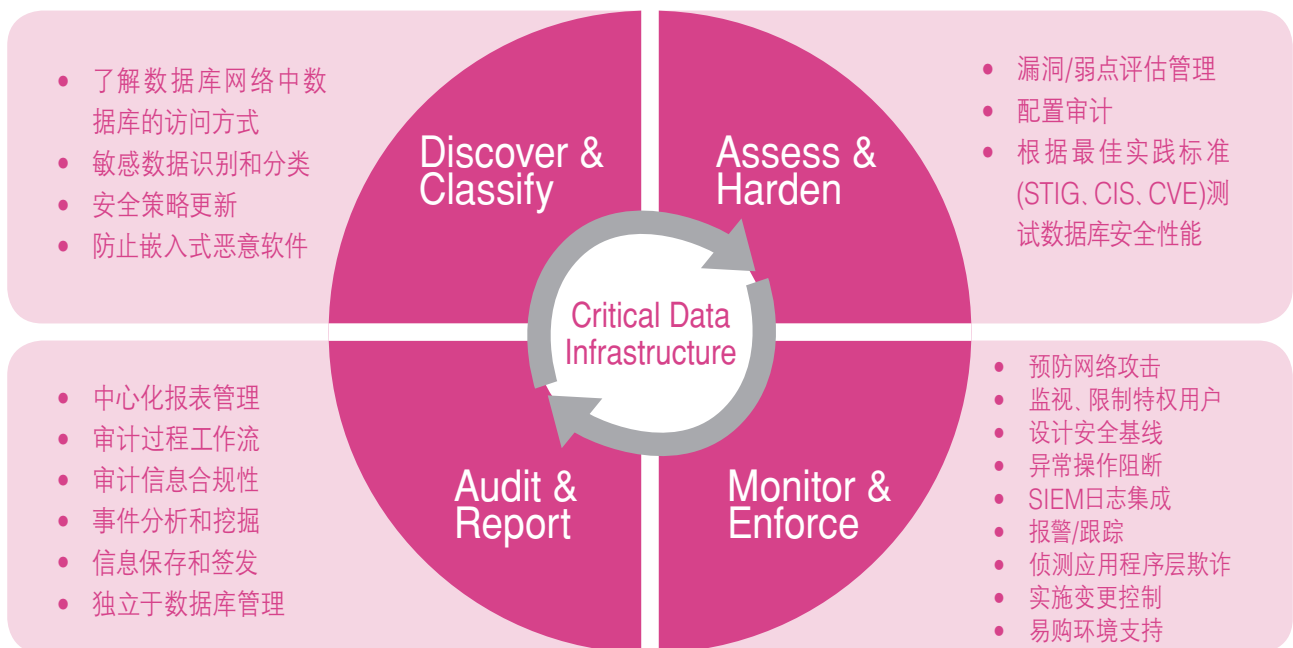 • 了解数据库网络中数
据库的访问方式
• 敏感数据识别和分类
• 安全策略更新
• 防止嵌入式恶意软件
Discover &
Classify
Assess &
Harden
• 漏洞/弱点评估管理
• 配置审计
• 根据最佳实践标准
(STIG、CIS、CVE)测
试数据库安全性能
Critical Data
Infrastructure
• 中心化报表管理
• 审计过程工作流
• 审计信息合规性
• 事件分析和挖掘
• 信息保存和签发
• 独立于数据库管理
Audit &
Report
Monitor &
Enforce
• 预防网络攻击
• 监视、限制特权用户
• 设计安全基线
• 异常操作阻断
• SIEM日志集成
• 报警/跟踪
• 侦测应用程序层欺诈
• 实施变更控制
• 易购环境支持